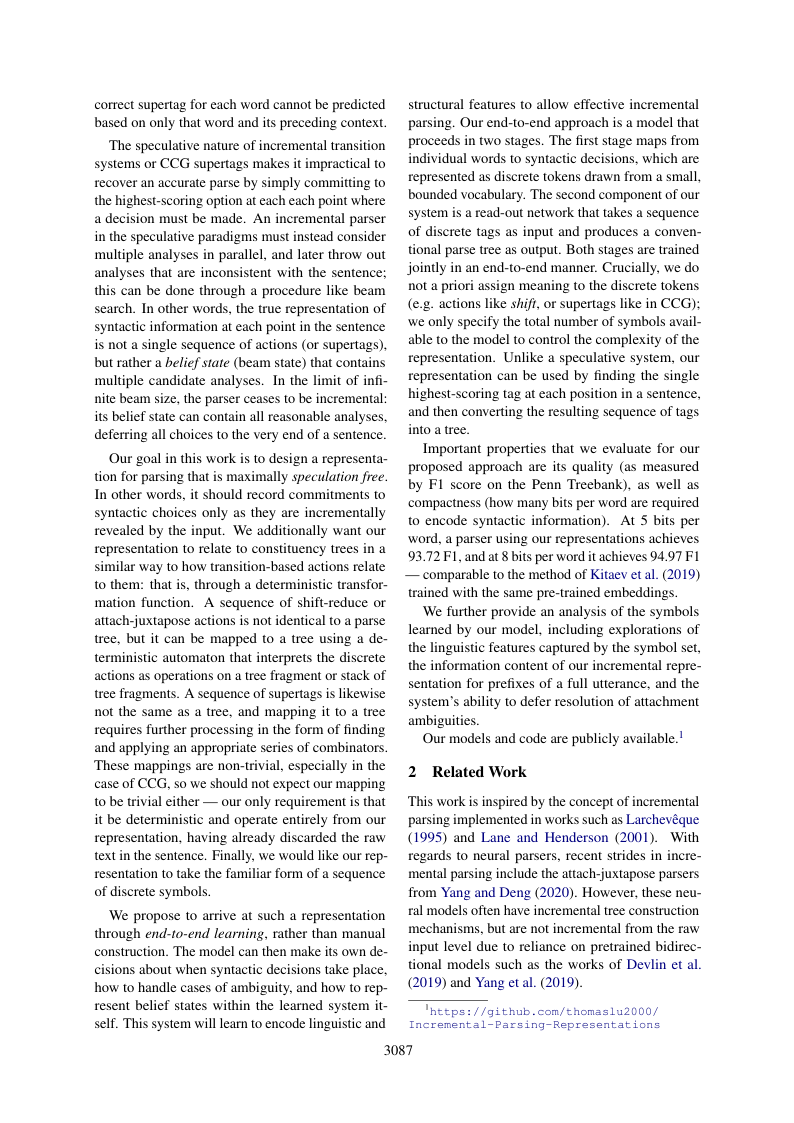 correct supertag for each word cannot be predicted
based on only that word and its preceding context.
The speculative nature of incremental transition
systems or CCG supertags makes it impractical to
recover an accurate parse by simply committing to
the highest-scoring option at each each point where
a decision must be made. An incremental parser
in the speculative paradigms must instead consider
multiple analyses in parallel, and later throw out
analyses that are inconsistent with the sentence;
this can be done through a procedure like beam
search. In other words, the true representation of
syntactic information at each point in the sentence
is not a single sequence of actions (or supertags),
but rather a belief state (beam state) that contains
multiple candidate analyses. In the limit of infi-
nite beam size, the parser ceases to be incremental:
its belief state can contain all reasonable analyses,
deferring all choices to the very end of a sentence.
Our goal in this work is to design a representa-
tion for parsing that is maximally speculation free.
In other words, it should record commitments to
syntactic choices only as they are incrementally
revealed by the input. We additionally want our
representation to relate to constituency trees in a
similar way to how transition-based actions relate
to them: that is, through a deterministic transfor-
mation function. A sequence of shift-reduce or
attach-juxtapose actions is not identical to a parse
tree, but it can be mapped to a tree using a de-
terministic automaton that interprets the discrete
actions as operations on a tree fragment or stack of
tree fragments. A sequence of supertags is likewise
not the same as a tree, and mapping it to a tree
requires further processing in the form of finding
and applying an appropriate series of combinators.
These mappings are non-trivial, especially in the
case of CCG, so we should not expect our mapping
to be trivial either — our only requirement is that
it be deterministic and operate entirely from our
representation, having already discarded the raw
text in the sentence. Finally, we would like our rep-
resentation to take the familiar form of a sequence
of discrete symbols.
We propose to arrive at such a representation
through end-to-end learning, rather than manual
construction. The model can then make its own de-
cisions about when syntactic decisions take place,
how to handle cases of ambiguity, and how to rep-
resent belief states within the learned system it-
self. This system will learn to encode linguistic and
structural features to allow effective incremental
parsing. Our end-to-end approach is a model that
proceeds in two stages. The first stage maps from
individual words to syntactic decisions, which are
represented as discrete tokens drawn from a small,
bounded vocabulary. The second component of our
system is a read-out network that takes a sequence
of discrete tags as input and produces a conven-
tional parse tree as output. Both stages are trained
jointly in an end-to-end manner. Crucially, we do
not a priori assign meaning to the discrete tokens
(e.g. actions like shift, or supertags like in CCG);
we only specify the total number of symbols avail-
able to the model to control the complexity of the
representation. Unlike a speculative system, our
representation can be used by finding the single
highest-scoring tag at each position in a sentence,
and then converting the resulting sequence of tags
into a tree.
Important properties that we evaluate for our
proposed approach are its quality (as measured
by F1 score on the Penn Treebank), as well as
compactness (how many bits per word are required
to encode syntactic information). At 5 bits per
word, a parser using our representations achieves
93.72 F1, and at 8 bits per word it achieves 94.97 F1
— comparable to the method of Kitaev et al. (2019)
trained with the same pre-trained embeddings.
We further provide an analysis of the symbols
learned by our model, including explorations of
the linguistic features captured by the symbol set,
the information content of our incremental repre-
sentation for prefixes of a full utterance, and the
system's ability to defer resolution of attachment
ambiguities.
Our models and code are publicly available.1
2 Related Work
This work is inspired by the concept of incremental
parsing implemented in works such as Larchevêque
(1995) and Lane and Henderson (2001). With
regards to neural parsers, recent strides in incre-
mental parsing include the attach-juxtapose parsers
from Yang and Deng (2020). However, these neu-
ral models often have incremental tree construction
mechanisms, but are not incremental from the raw
input level due to reliance on pretrained bidirec-
tional models such as the works of Devlin et al.
(2019) and Yang et al. (2019).
1https://github.com/thomaslu2000/
Incremental-Parsing-Representations
3087